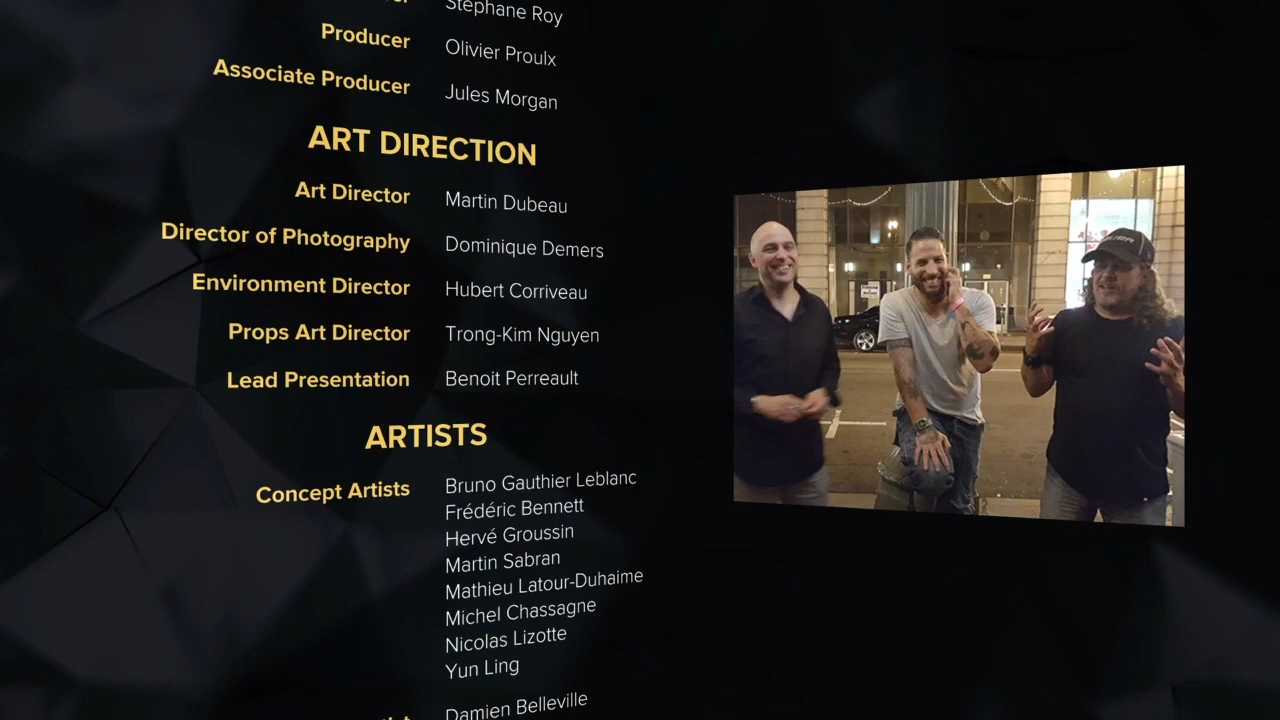 Stephane Roy
Producer Olivier Proulx
Associate Producer Jules Morgan
ART DIRECTION
Art Director Martin Dubeau
Director of Photography Dominique Demers
Environment Director Hubert Corriveau
Props Art Director Trong-Kim Nguyen
Lead Presentation Benoit Perreault
ARTISTS
Concept Artists Bruno Gauthier Leblanc
Frédéric Bennett
Hervé Groussin
Martin Sabran
Mathieu Latour-Duhaime
Michel Chassagne
Nicolas Lizotte
Yun Ling
Damien Belleville